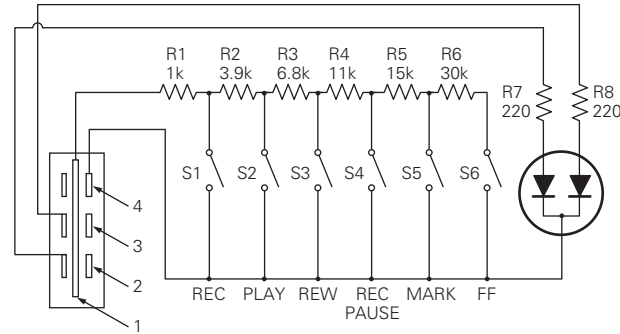 R1 R2 R3 R4 R5 R6
1k 3.9k 6.8k 11k 15k 30k
R7 R8
220 220
S1 S2 S3 S4 S5 S6
4
3
2
1
REC PLAY REW REC MARK FF
PAUSE